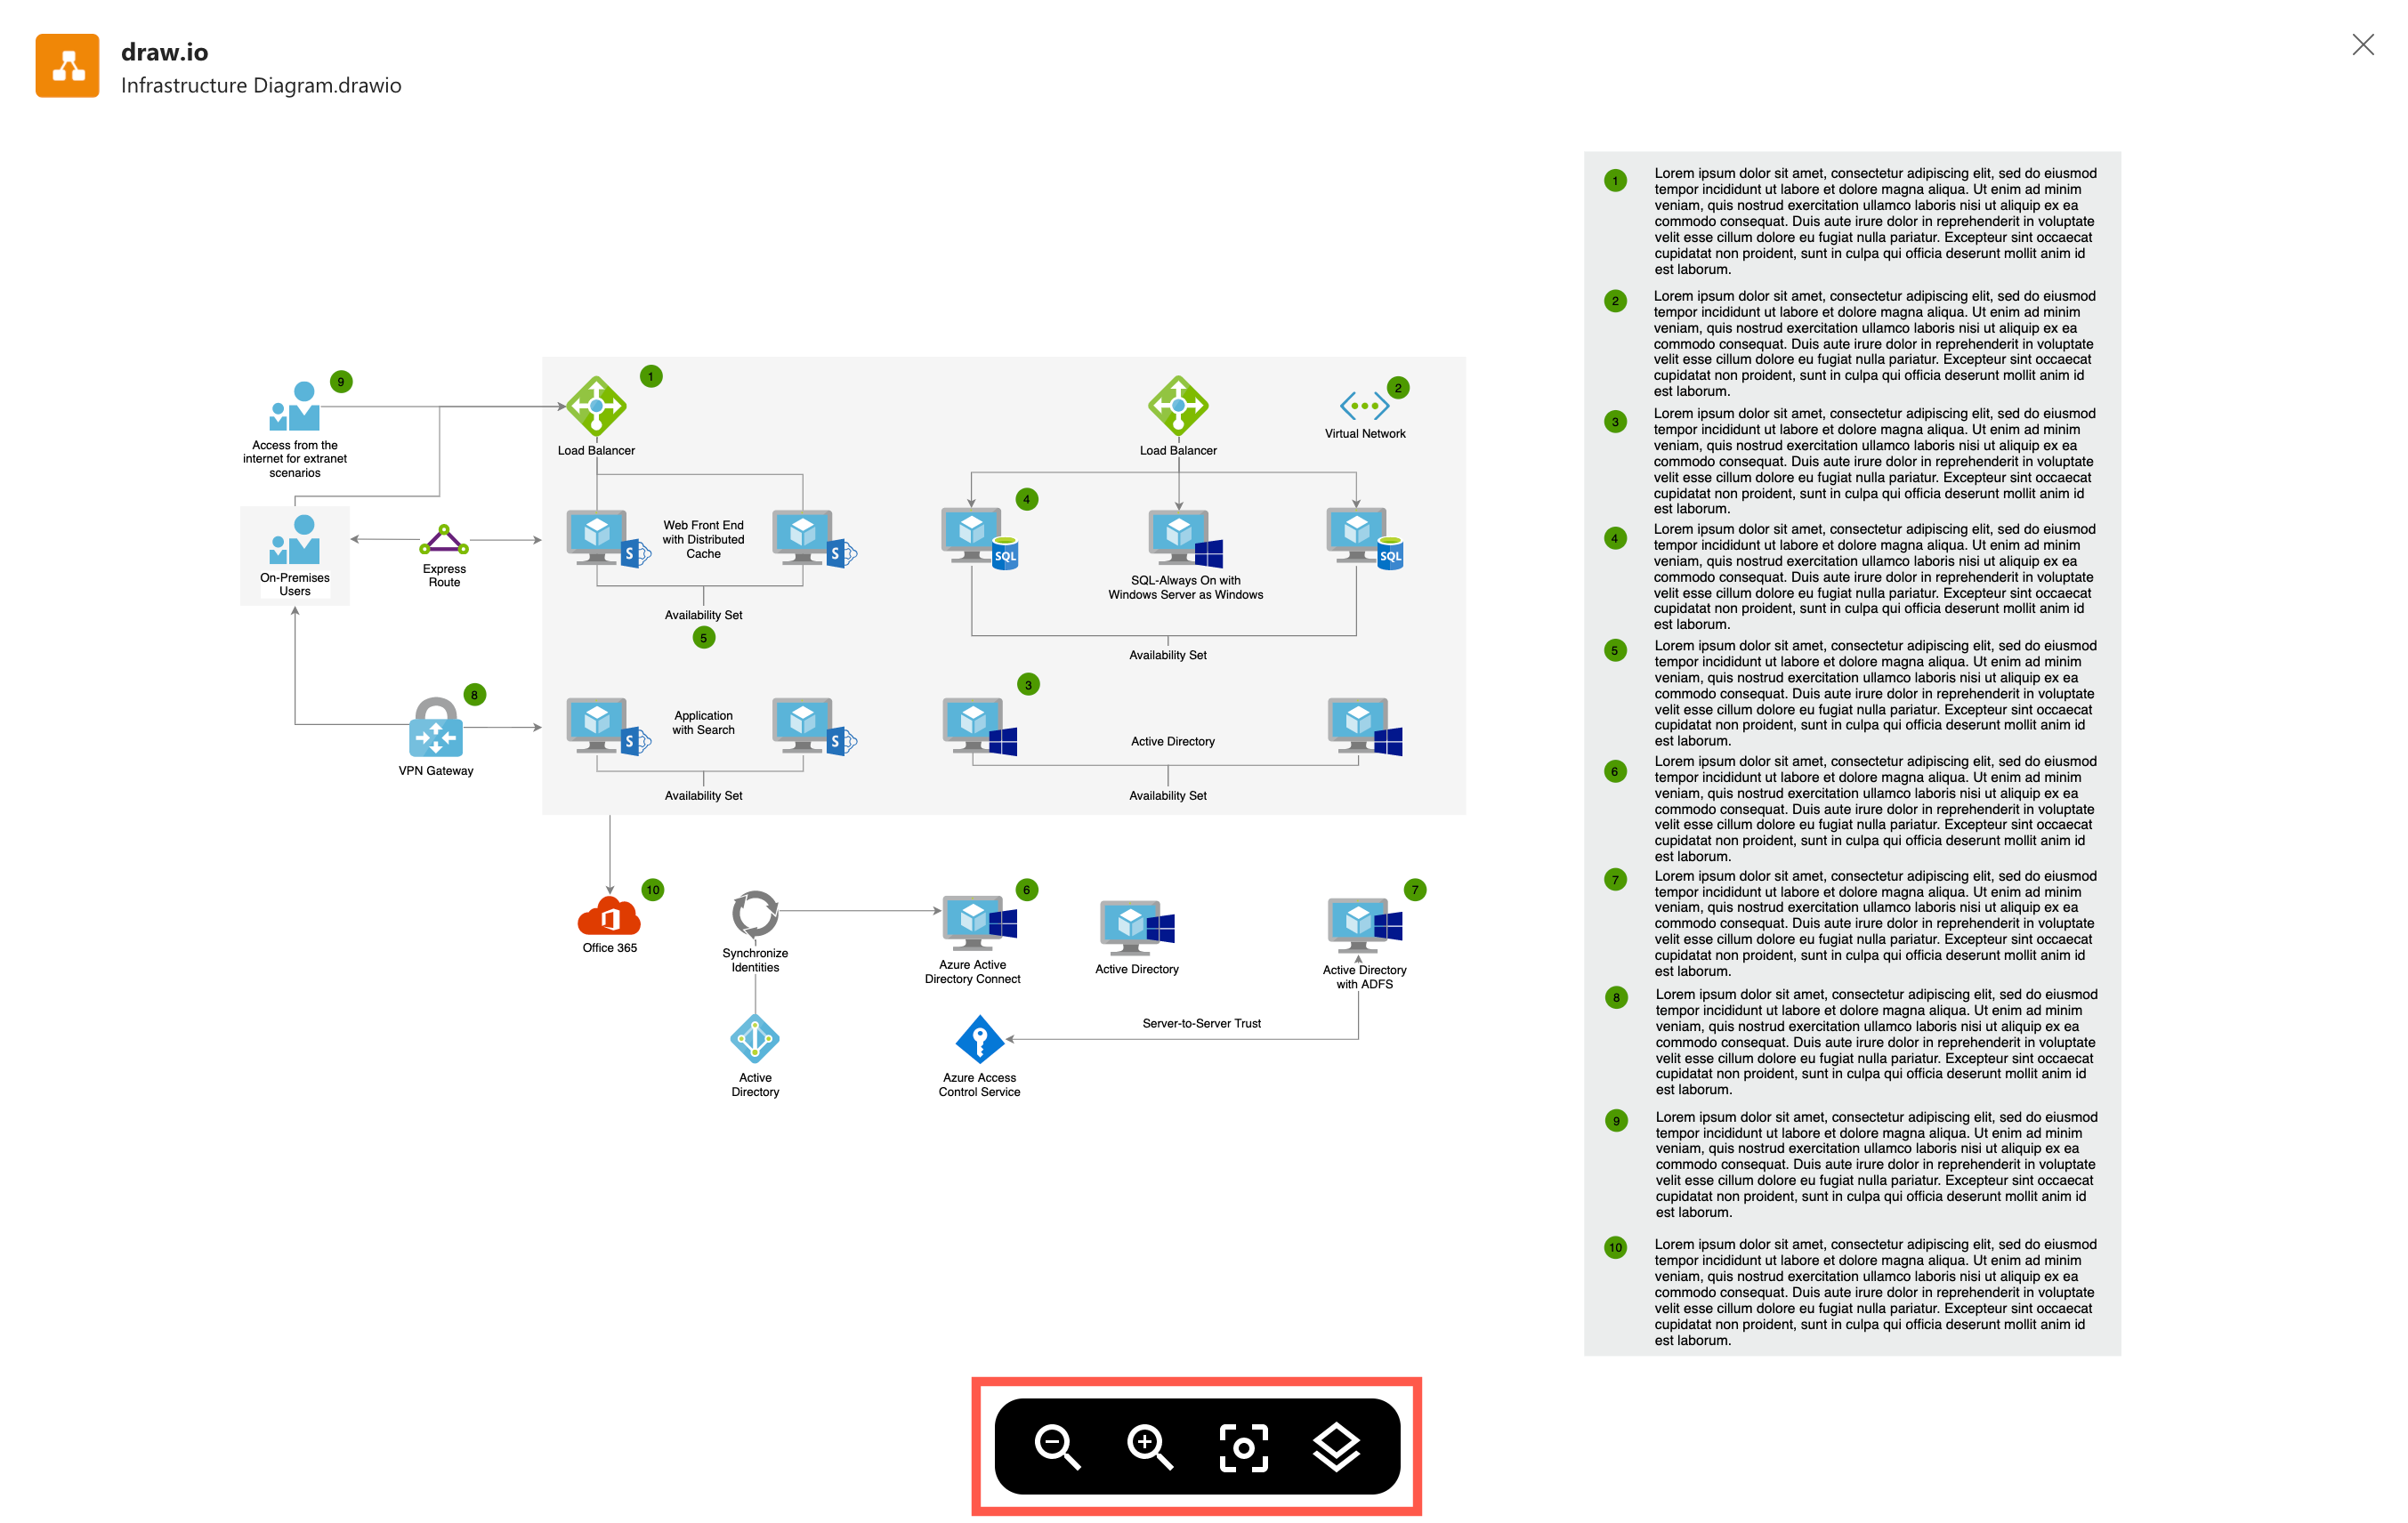 draw.io
Infrastructure Diagram.drawio
9
Access from the
internet for extranet
scenarios
On-Premises
Users
Express
Route
8
VPN Gateway
1
Load Balancer
Web Front End
with Distributed
Cache
Availability Set
5
Application
with Search
Availability Set
Load Balancer
2
Virtual Network
4
SQL
SQL
SQL-Always On with
Windows Server as Windows
Availability Set
3
Active Directory
Availability Set
S
S
S
S
10
Office 365
Synchronize
Identities
Active
Directory
6
Azure Active
Directory Connect
Active Directory
7
Active Directory
with ADFS
Server-to-Server Trust
Azure Access
Control Service
1
Lorem ipsum dolor sit amet, consectetur adipiscing elit, sed do eiusmod
tempor incididunt ut labore et dolore magna aliqua. Ut enim ad minim
veniam, quis nostrud exercitation ullamco laboris nisi ut aliquip ex ea
commodo consequat. Duis aute irure dolor in reprehenderit in voluptate
velit esse cillum dolore eu fugiat nulla pariatur. Excepteur sint occaecat
cupidatat non proident, sunt in culpa qui officia deserunt mollit anim id
est laborum.
2
Lorem ipsum dolor sit amet, consectetur adipiscing elit, sed do eiusmod
tempor incididunt ut labore et dolore magna aliqua. Ut enim ad minim
veniam, quis nostrud exercitation ullamco laboris nisi ut aliquip ex ea
commodo consequat. Duis aute irure dolor in reprehenderit in voluptate
velit esse cillum dolore eu fugiat nulla pariatur. Excepteur sint occaecat
cupidatat non proident, sunt in culpa qui officia deserunt mollit anim id
est laborum.
3
Lorem ipsum dolor sit amet, consectetur adipiscing elit, sed do eiusmod
tempor incididunt ut labore et dolore magna aliqua. Ut enim ad minim
veniam, quis nostrud exercitation ullamco laboris nisi ut aliquip ex ea
commodo consequat. Duis aute irure dolor in reprehenderit in voluptate
velit esse cillum dolore eu fugiat nulla pariatur. Excepteur sint occaecat
cupidatat non proident, sunt in culpa qui officia deserunt mollit anim id
est laborum.
4
Lorem ipsum dolor sit amet, consectetur adipiscing elit, sed do eiusmod
tempor incididunt ut labore et dolore magna aliqua. Ut enim ad minim
veniam, quis nostrud exercitation ullamco laboris nisi ut aliquip ex ea
commodo consequat. Duis aute irure dolor in reprehenderit in voluptate
velit esse cillum dolore eu fugiat nulla pariatur. Excepteur sint occaecat
cupidatat non proident, sunt in culpa qui officia deserunt mollit anim id
est laborum.
5
Lorem ipsum dolor sit amet, consectetur adipiscing elit, sed do eiusmod
tempor incididunt ut labore et dolore magna aliqua. Ut enim ad minim
veniam, quis nostrud exercitation ullamco laboris nisi ut aliquip ex ea
commodo consequat. Duis aute irure dolor in reprehenderit in voluptate
velit esse cillum dolore eu fugiat nulla pariatur. Excepteur sint occaecat
cupidatat non proident, sunt in culpa qui officia deserunt mollit anim id
est laborum.
6
Lorem ipsum dolor sit amet, consectetur adipiscing elit, sed do eiusmod
tempor incididunt ut labore et dolore magna aliqua. Ut enim ad minim
veniam, quis nostrud exercitation ullamco laboris nisi ut aliquip ex ea
commodo consequat. Duis aute irure dolor in reprehenderit in voluptate
velit esse cillum dolore eu fugiat nulla pariatur. Excepteur sint occaecat
cupidatat non proident, sunt in culpa qui officia deserunt mollit anim id
est laborum.
7
Lorem ipsum dolor sit amet, consectetur adipiscing elit, sed do eiusmod
tempor incididunt ut labore et dolore magna aliqua. Ut enim ad minim
veniam, quis nostrud exercitation ullamco laboris nisi ut aliquip ex ea
commodo consequat. Duis aute irure dolor in reprehenderit in voluptate
velit esse cillum dolore eu fugiat nulla pariatur. Excepteur sint occaecat
cupidatat non proident, sunt in culpa qui officia deserunt mollit anim id
est laborum.
8
Lorem ipsum dolor sit amet, consectetur adipiscing elit, sed do eiusmod
tempor incididunt ut labore et dolore magna aliqua. Ut enim ad minim
veniam, quis nostrud exercitation ullamco laboris nisi ut aliquip ex ea
commodo consequat. Duis aute irure dolor in reprehenderit in voluptate
velit esse cillum dolore eu fugiat nulla pariatur. Excepteur sint occaecat
cupidatat non proident, sunt in culpa qui officia deserunt mollit anim id
est laborum.
9
Lorem ipsum dolor sit amet, consectetur adipiscing elit, sed do eiusmod
tempor incididunt ut labore et dolore magna aliqua. Ut enim ad minim
veniam, quis nostrud exercitation ullamco laboris nisi ut aliquip ex ea
commodo consequat. Duis aute irure dolor in reprehenderit in voluptate
velit esse cillum dolore eu fugiat nulla pariatur. Excepteur sint occaecat
cupidatat non proident, sunt in culpa qui officia deserunt mollit anim id
est laborum.
10
Lorem ipsum dolor sit amet, consectetur adipiscing elit, sed do eiusmod
tempor incididunt ut labore et dolore magna aliqua. Ut enim ad minim
veniam, quis nostrud exercitation ullamco laboris nisi ut aliquip ex ea
commodo consequat. Duis aute irure dolor in reprehenderit in voluptate
velit esse cillum dolore eu fugiat nulla pariatur. Excepteur sint occaecat
cupidatat non proident, sunt in culpa qui officia deserunt mollit anim id
est laborum.